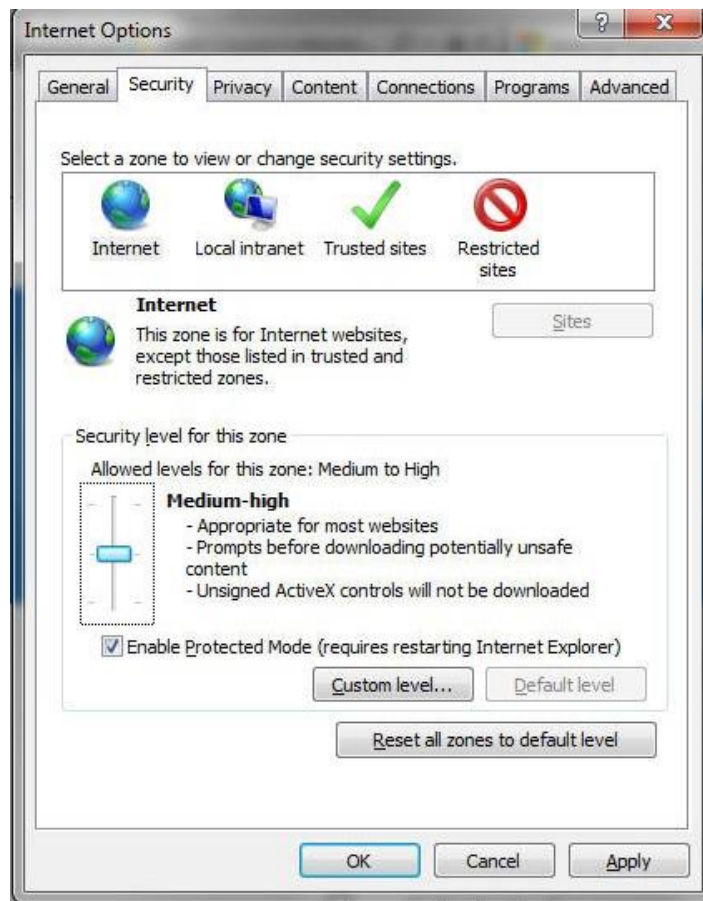 Internet Options
General Security Privacy Content Connections Programs Advanced
Select a zone to view or change security settings.
Internet Local intranet Trusted sites Restricted
sites
Internet
Sites
This zone is for Internet websites,
except those listed in trusted and
restricted zones.
Security level for this zone
Allowed levels for this zone: Medium to High
Medium-high
- Appropriate for most websites
- Prompts before downloading potentially unsafe
content
- Unsigned ActiveX controls will not be downloaded
Enable Protected Mode (requires restarting Internet Explorer)
Custom level... Default level
Reset all zones to default level
OK Cancel Apply